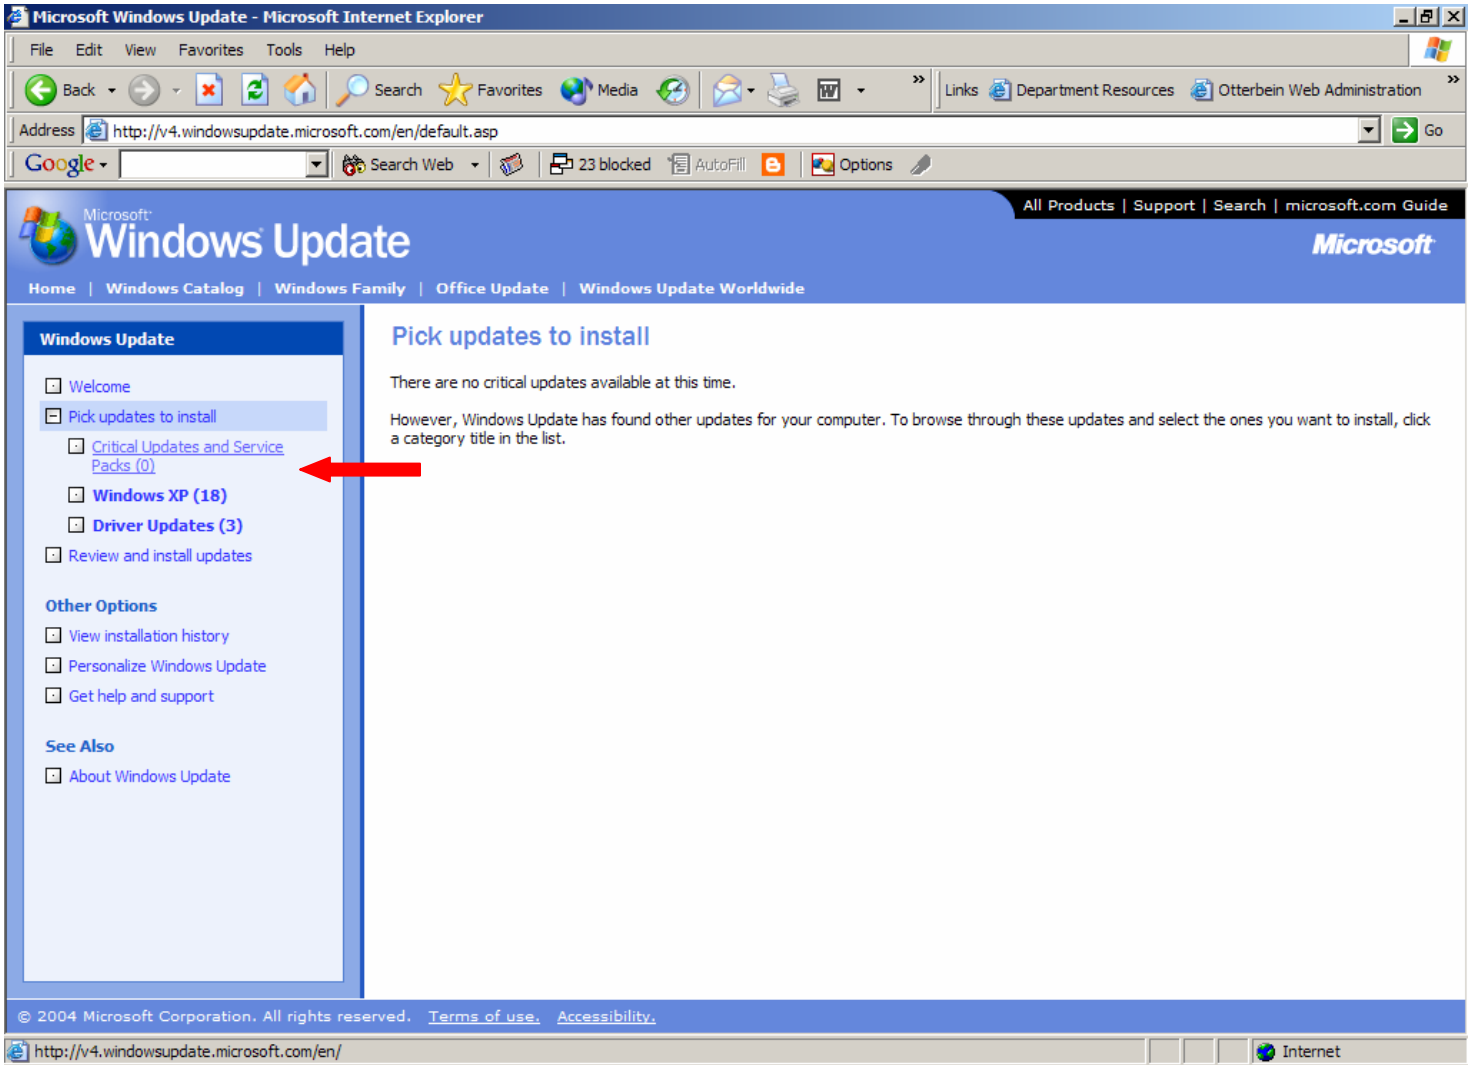 Microsoft Windows Update - Microsoft Internet Explorer
File Edit View Favorites Tools Help
Back Search Favorites Media Links Department Resources Otterbein Web Administration
Address http://v4.windowsupdate.microsoft.com/en/default.asp Go
Google Search Web 23 blocked AutoFill Options
All Products | Support | Search | microsoft.com Guide
Microsoft
Windows Update
Microsoft
Home | Windows Catalog | Windows Family | Office Update | Windows Update Worldwide
Windows Update
Welcome
Pick updates to install
Critical Updates and Service
Packs (0)
Windows XP (18)
Driver Updates (3)
Review and install updates
Other Options
View installation history
Personalize Windows Update
Get help and support
See Also
About Windows Update
Pick updates to install
There are no critical updates available at this time.
However, Windows Update has found other updates for your computer. To browse through these updates and select the ones you want to install, click
a category title in the list.
© 2004 Microsoft Corporation. All rights reserved. Terms of use. Accessibility.
http://v4.windowsupdate.microsoft.com/en/ Internet